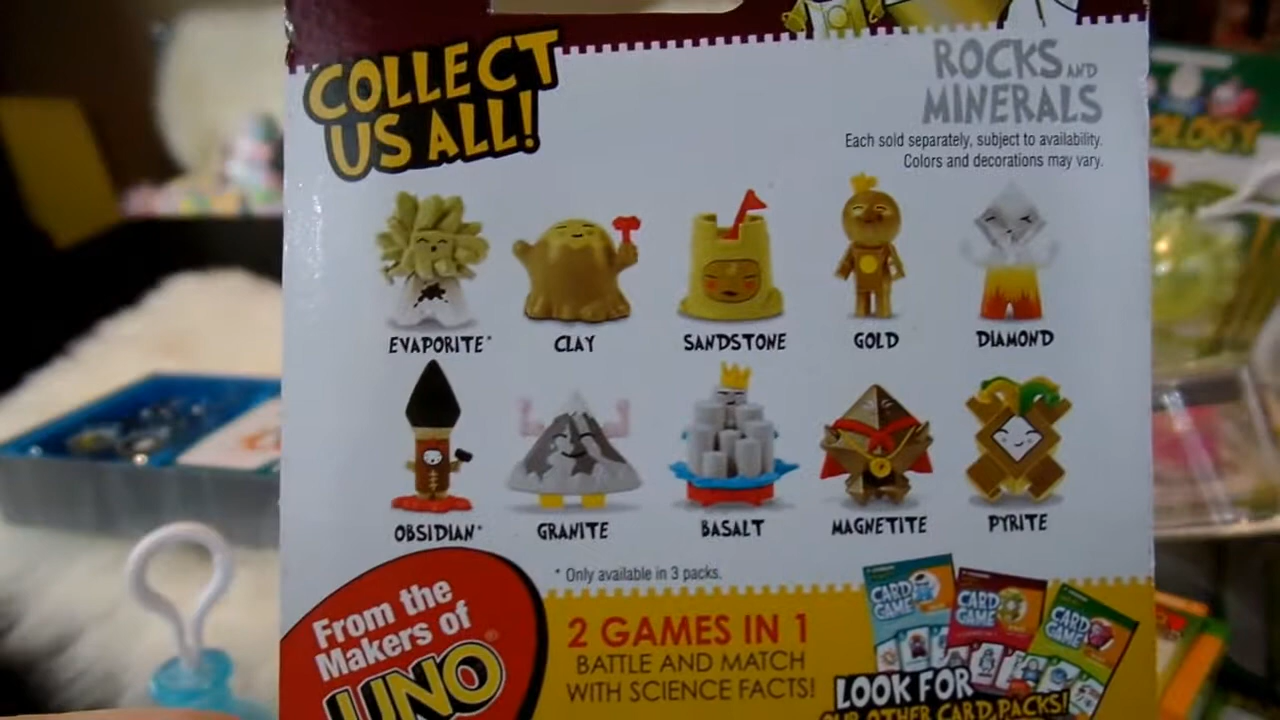 COLLECT
US ALL!
ROCKS AND
MINERALS
Each sold separately, subject to availability.
Colors and decorations may vary.
OLOGY
EVAPORITE*
CLAY
SANDSTONE
GOLD
DIAMOND
OBSIDIAN*
GRANITE
BASALT
MAGNETITE
PYRITE
* Only available in 3 packs.
From the
Makers of
UNO®
2 GAMES IN 1
BATTLE AND MATCH
WITH SCIENCE FACTS!
CARD
GAME
CARD
GAME
CARD
GAME
LOOK FOR
OUR OTHER CARD PACKS!